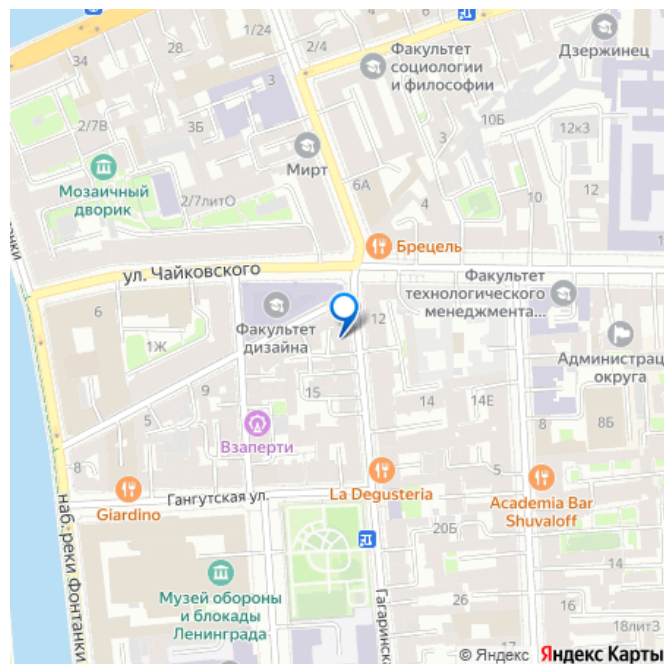 1/24
28
2/4
Факультет
социологии
и философии
Дзержинец
34
3
2/7В
3Б
3
10Б
12к3
Мирт
Мозаичный
дворик
2/7литО
6А
4
10
12
Брецель
ул. Чайковского
Факультет
технологического
менеджмента...
6
1Ж
Факультет
дизайна
12
Администрац
округа
9
15
14
14Е
5
Взаперти
8Б
8
5
8
Giardino
Гангутская ул.
La Degusteria
Academia Bar
Shuvaloff
наб. реки Фонтанки
20Б
Музей обороны
и блокады
Ленинграда
Гагаринска
26
18лит3
© Яндекс Яндекс Карты